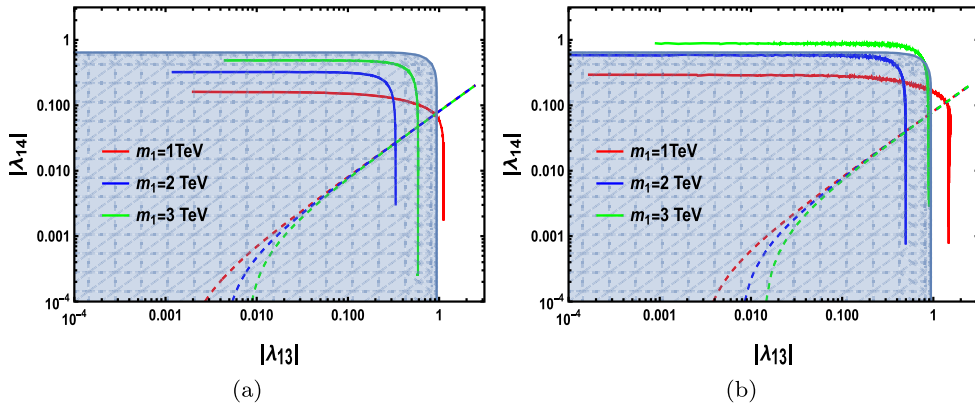 1
0.100
0.010
0.001
10⁻⁴
|λ₁₄|
m₁=1TeV
m₁=2 TeV
m₁=3 TeV
10⁻⁴ 0.001 0.010 0.100 1
|λ₁₃|
(a)
1
0.100
0.010
0.001
10⁻⁴
|λ₁₄|
m₁=1TeV
m₁=2 TeV
m₁=3 TeV
10⁻⁴ 0.001 0.010 0.100 1
|λ₁₃|
(b)